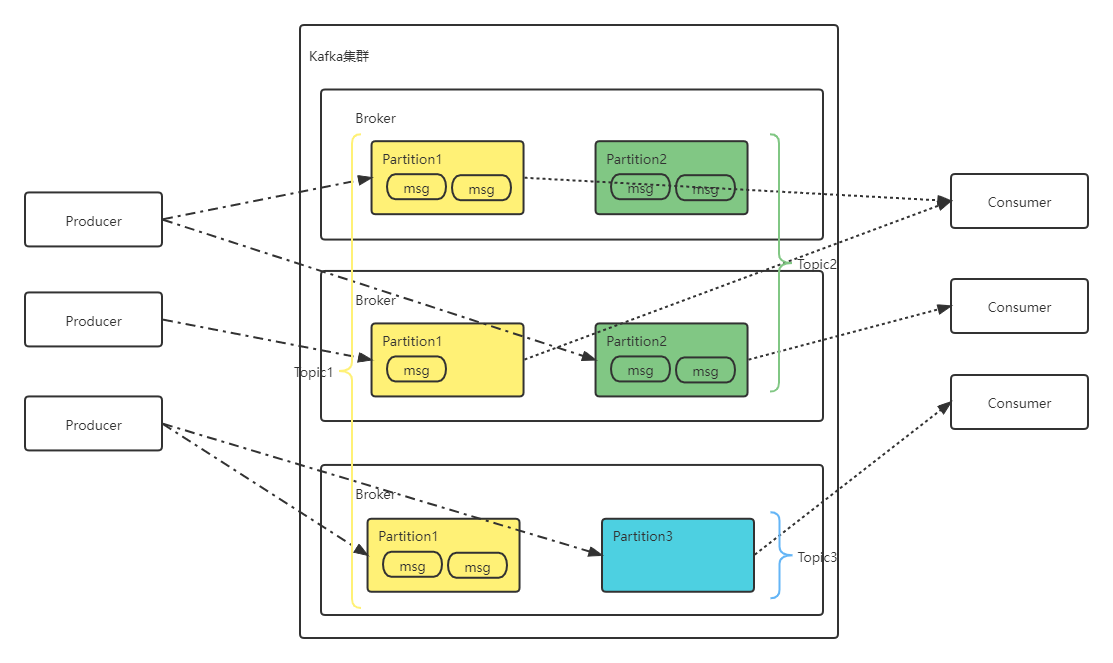 Kafka集群
Broker
Partition1
msg
msg
Partition2
msg
msg
Producer
Consumer
Topic2
Broker
Producer
Partition1
msg
Partition2
msg
msg
Consumer
Topic1
Producer
Consumer
Broker
Partition1
msg
msg
Partition3
Topic3